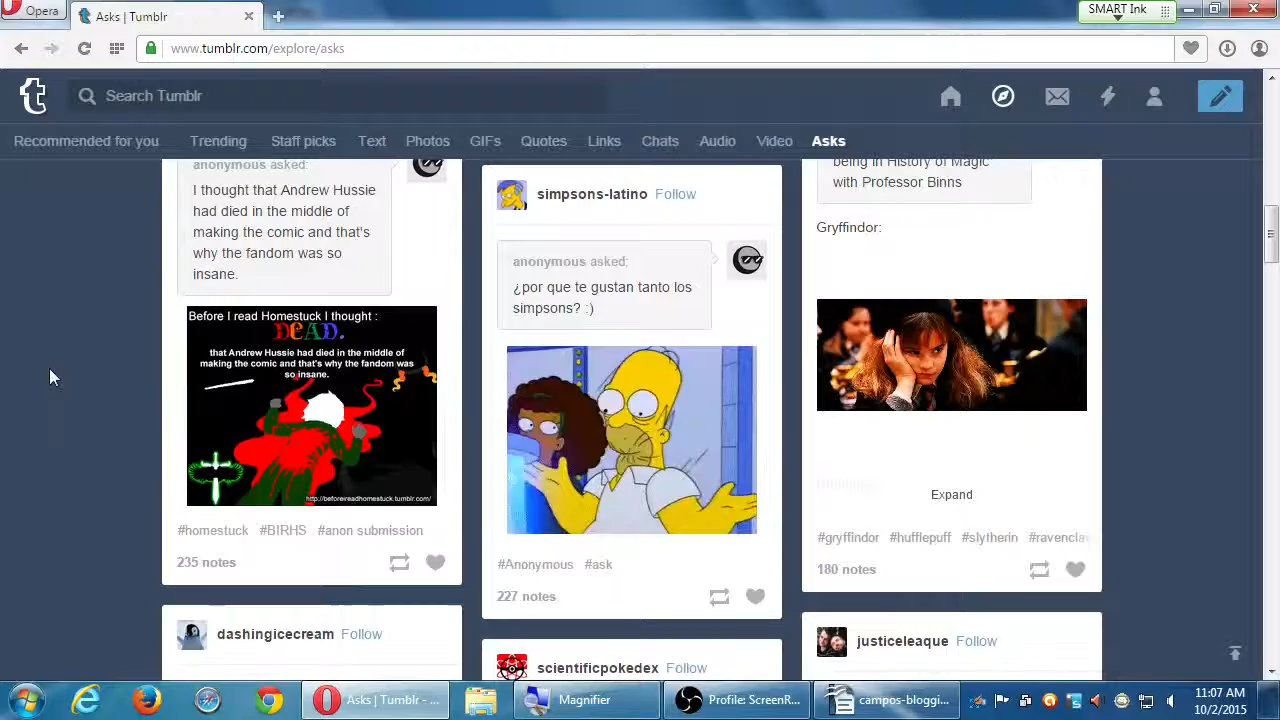 Opera
Asks | Tumblr
SMART Ink
www.tumblr.com/explore/asks
Search Tumblr
Recommended for you
Trending
Staff picks
Text
Photos
GIFs
Quotes
Links
Chats
Audio
Video
Asks
anonymous asked:
I thought that Andrew Hussie
had died in the middle of
making the comic and that's
why the fandom was so
insane.
Before I read Homestuck I thought :
DEAD.
that Andrew Hussie had died in the middle of
making the comic and that's why the fandom was
so insane.
http://beforeireadhomestuck.tumblr.com/
#homestuck #BIRHS #anon submission
235 notes
dashingicecream Follow
simpsons-latino Follow
anonymous asked:
¿por que te gustan tanto los
simpsons? :)
#Anonymous #ask
227 notes
scientificpokedex Follow
being in History of Magic
with Professor Binns
Gryffindor:
Expand
#gryffindor #hufflepuff #slytherin #ravencla
180 notes
justiceleaque Follow
Asks | Tumblr - ...
Magnifier
Profile: ScreenR...
campos-bloggi...
11:07 AM
10/2/2015